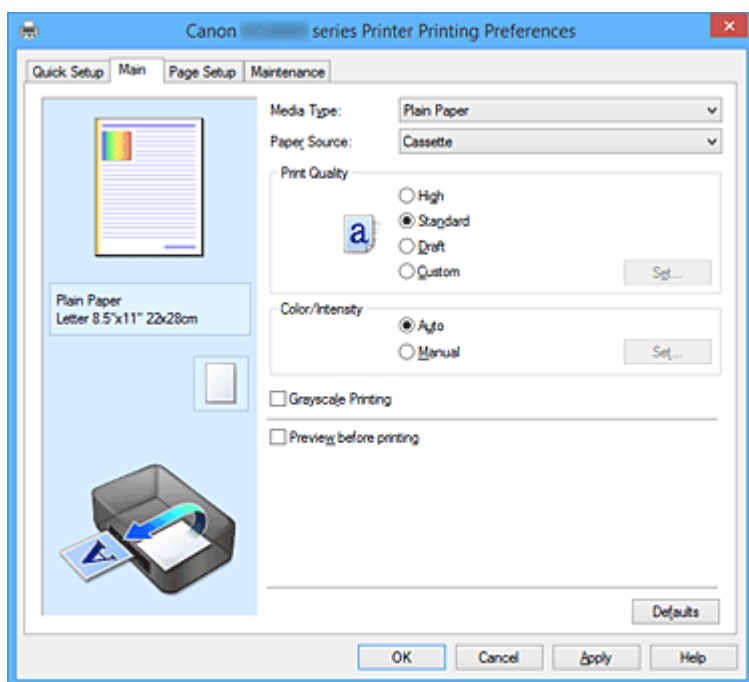 Canon series Printer Printing Preferences
Quick Setup Main Page Setup Maintenance
Media Type: Plain Paper
Paper Source: Cassette
Print Quality
High
a
Standard
Draft
Custom Set...
Plain Paper
Letter 8.5"x11" 22x28cm
Color/Intensity
Auto
Manual Set...
Grayscale Printing
Preview before printing
A
Defaults
OK Cancel Apply Help